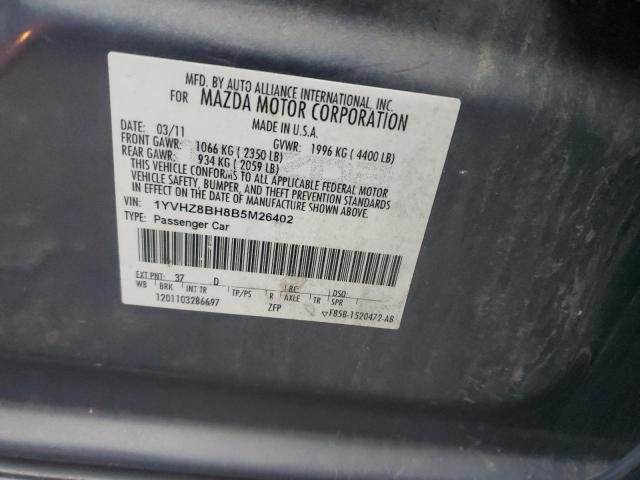 MFD. BY AUTO ALLIANCE INTERNATIONAL, INC.
FOR MAZDA MOTOR CORPORATION
MADE IN U.S.A.
DATE: 03/11 GVWR: 1996 KG ( 4400 LB)
FRONT GAWR: 1066 KG ( 2350 LB)
REAR GAWR: 934 KG ( 2059 LB)
THIS VEHICLE CONFORMS TO ALL APPLICABLE FEDERAL MOTOR
VEHICLE SAFETY, BUMPER, AND THEFT PREVENTION STANDARDS
IN EFFECT ON THE DATE OF MANUFACTURE SHOWN ABOVE.
VIN: 1YVHZ8BH8B5M26402
TYPE: Passenger Car
EXT PNT: 37 D RC: DSO:
WB BRK INT TR TP/PS R AXLE TR SPR
1201103286697 ZFP F85B-1520472-AB